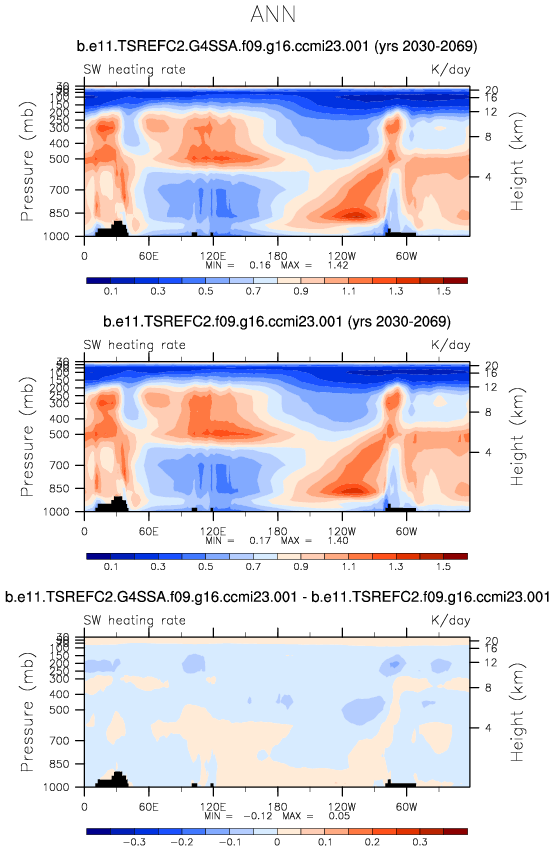 ANN
b.e11.TSREFC2.G4SSA.f09.g16.ccmi23.001 (yrs 2030-2069)
SW heating rate K/day
Pressure (mb)
100
150
200
250
300
400
500
700
850
1000
20
16
12
8
4
Height (km)
0 60E 120E 180 120W 60W
MIN = 0.16 MAX = 1.42
0.1 0.3 0.5 0.7 0.9 1.1 1.3 1.5
b.e11.TSREFC2.f09.g16.ccmi23.001 (yrs 2030-2069)
SW heating rate K/day
Pressure (mb)
100
150
200
250
300
400
500
700
850
1000
20
16
12
8
4
Height (km)
0 60E 120E 180 120W 60W
MIN = 0.17 MAX = 1.40
0.1 0.3 0.5 0.7 0.9 1.1 1.3 1.5
b.e11.TSREFC2.G4SSA.f09.g16.ccmi23.001 - b.e11.TSREFC2.f09.g16.ccmi23.001
SW heating rate K/day
Pressure (mb)
100
150
200
250
300
400
500
700
850
1000
20
16
12
8
4
Height (km)
0 60E 120E 180 120W 60W
MIN = −0.12 MAX = 0.05
−0.3 −0.2 −0.1 0 0.1 0.2 0.3